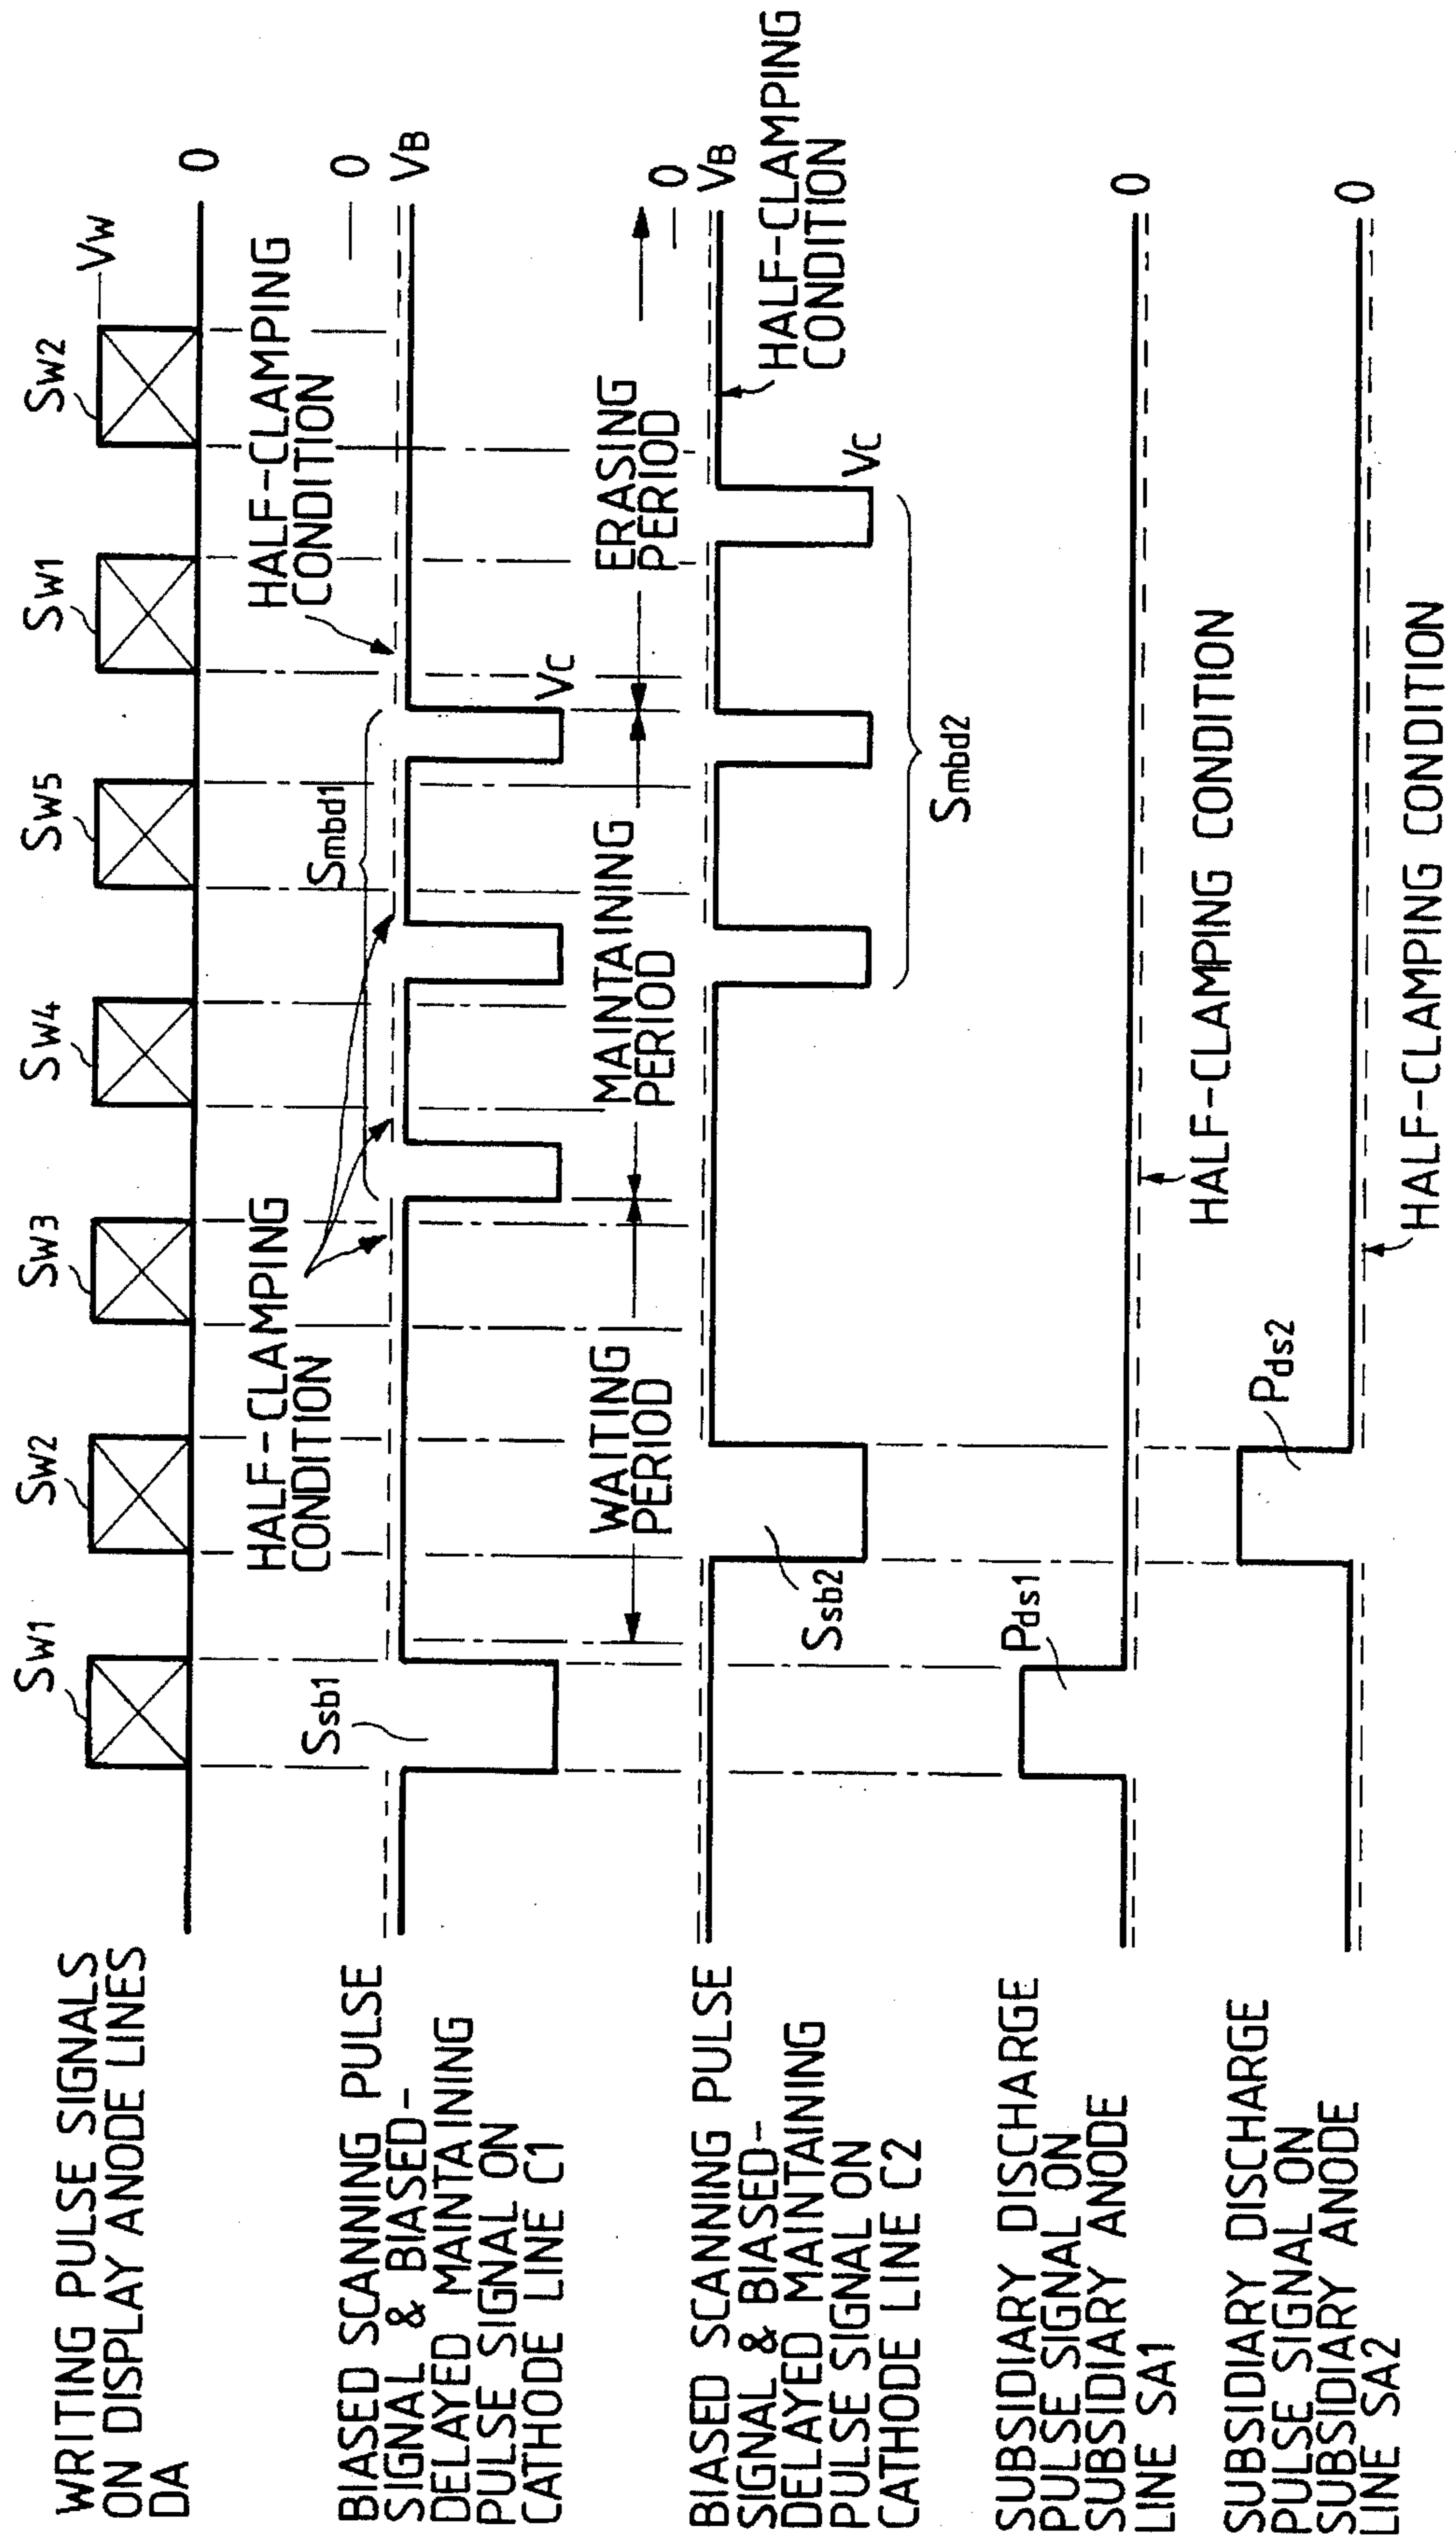 WRITING PULSE SIGNALS
ON DISPLAY ANODE LINES
DA
SW1
SW2
SW3
SW4
SW5
SW1
SW2
VW
0
BIASED SCANNING PULSE
SIGNAL & BIASED-
DELAYED MAINTAINING
PULSE SIGNAL ON
CATHODE LINE C1
Ssb1
HALF-CLAMPING
CONDITION
Smbd1
VC
HALF-CLAMPING
CONDITION
0
VB
WAITING
PERIOD
MAINTAINING
PERIOD
ERASING
PERIOD
BIASED SCANNING PULSE
SIGNAL & BIASED-
DELAYED MAINTAINING
PULSE SIGNAL ON
CATHODE LINE C2
Ssb2
Smbd2
VC
0
VB
HALF-CLAMPING
CONDITION
SUBSIDIARY DISCHARGE
PULSE SIGNAL ON
SUBSIDIARY ANODE
LINE SA1
Pds1
HALF-CLAMPING CONDITION
0
SUBSIDIARY DISCHARGE
PULSE SIGNAL ON
SUBSIDIARY ANODE
LINE SA2
Pds2
HALF-CLAMPING CONDITION
0